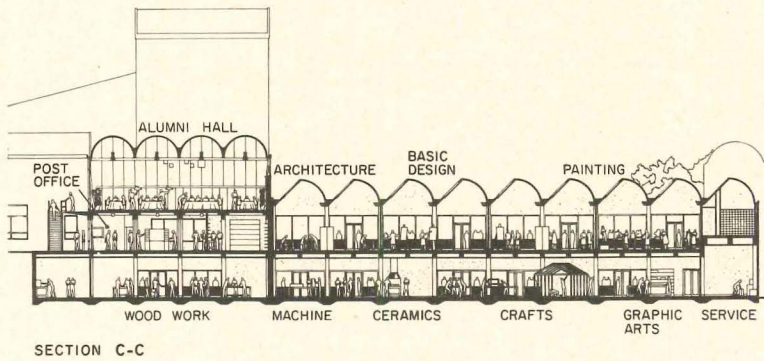 ALUMNI HALL
POST
OFFICE
ARCHITECTURE
BASIC
DESIGN
PAINTING
WOOD WORK
MACHINE
CERAMICS
CRAFTS
GRAPHIC
ARTS
SERVICE
SECTION C-C